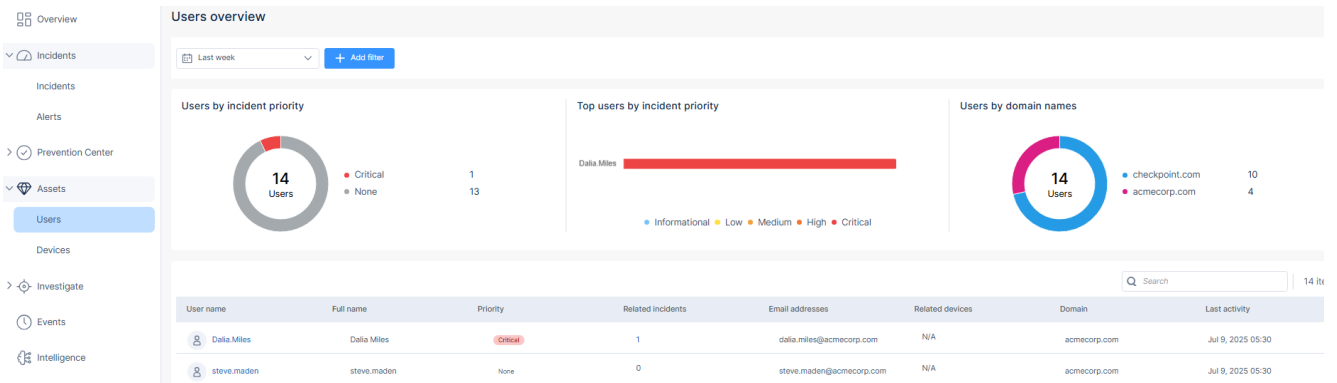 Overview
Incidents
Incidents
Alerts
Prevention Center
Assets
Users
Devices
Investigate
Events
Intelligence
Users overview
Last week
Add filter
Users by incident priority
14
Users
Critical 1
None 13
Top users by incident priority
Dalia.Miles
Informational Low Medium High Critical
Users by domain names
14
Users
checkpoint.com 10
acmecorp.com 4
Search
14 ite
User name Full name Priority Related incidents Email addresses Related devices Domain Last activity
Dalia.Miles Dalia Miles Critical 1 dalia.miles@acmecorp.com N/A acmecorp.com Jul 9, 2025 05:30
steve.maden steve.maden None 0 steve.maden@acmecorp.com N/A acmecorp.com Jul 9, 2025 05:30